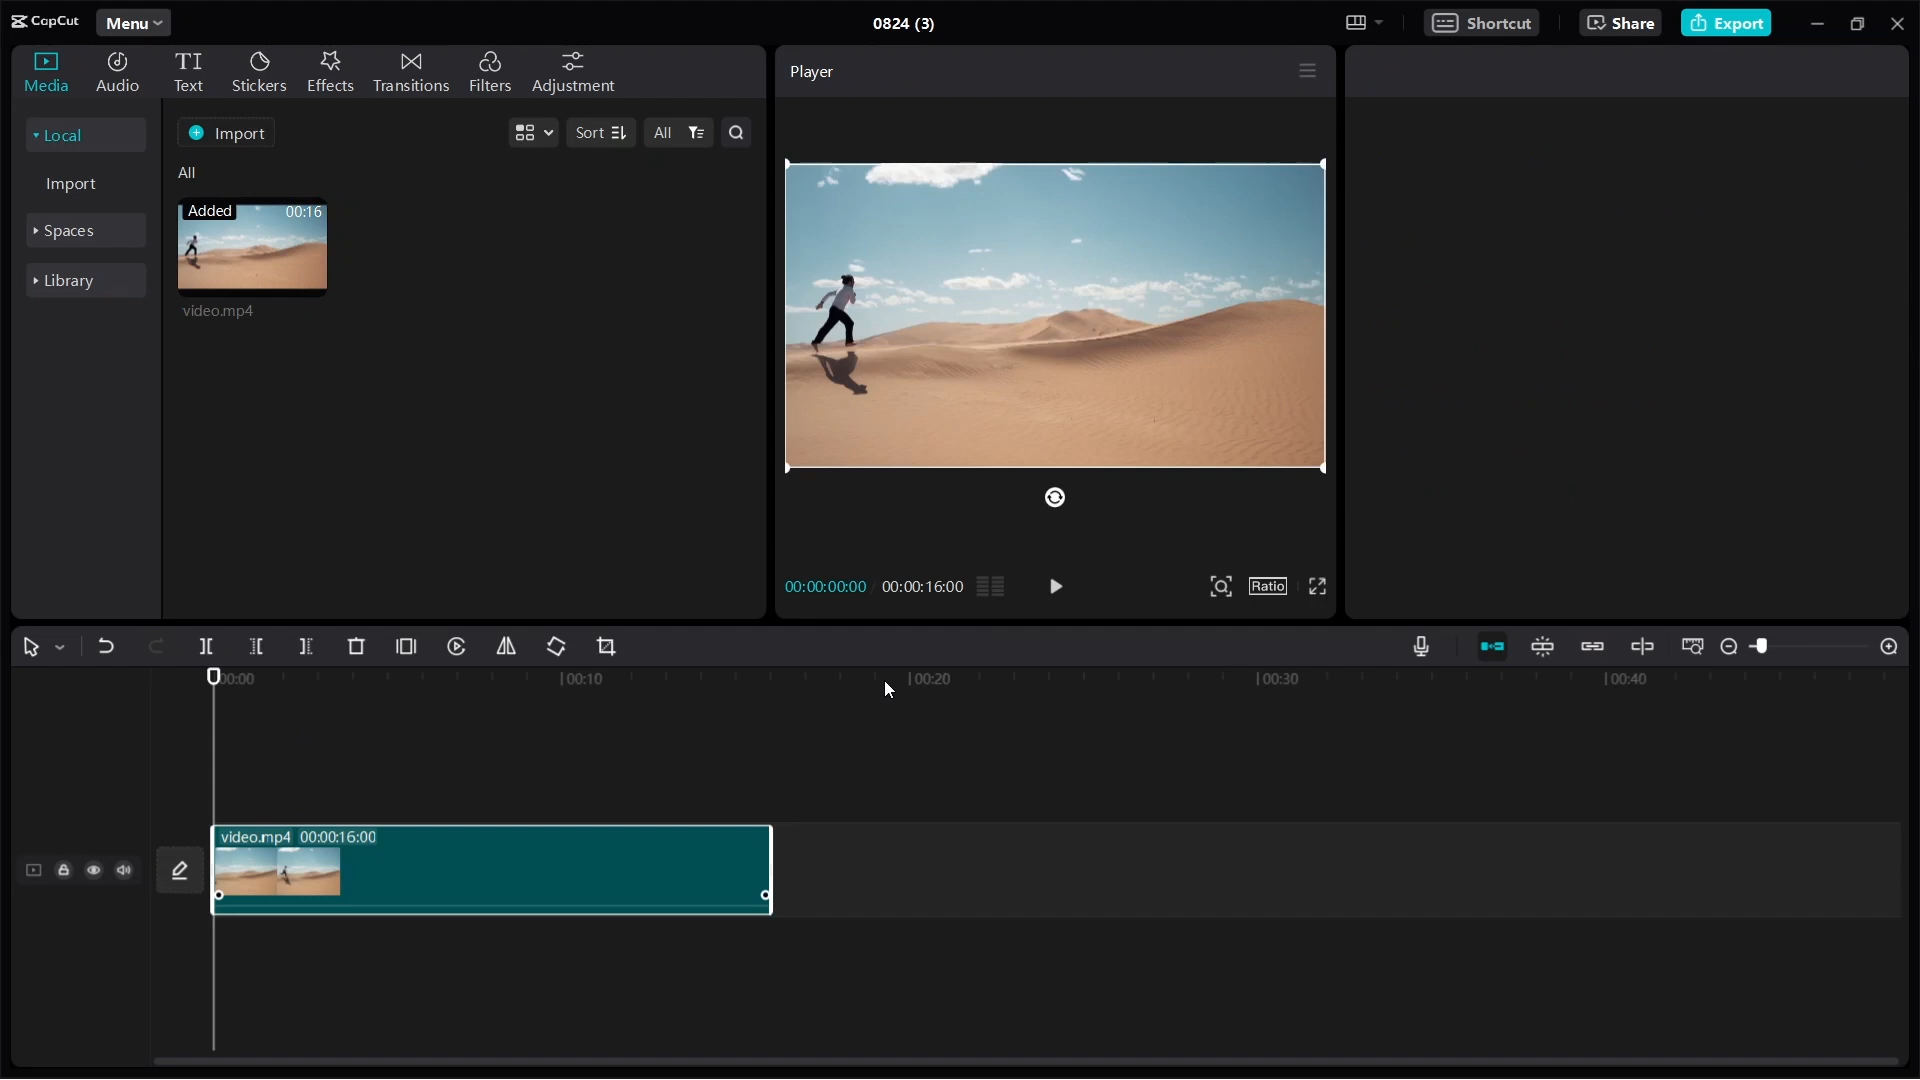 CapCut Menu 0824 (3) Shortcut Share Export
Media Audio Text Stickers Effects Transitions Filters Adjustment
TI
Player
Local Import Sort All
Import
All
Spaces
Added 00:16
Library
video.mp4
00:00:00:00 / 00:00:16:00 Ratio
00:00 00:10 00:20 00:30 00:40
video.mp4 00:00:16:00